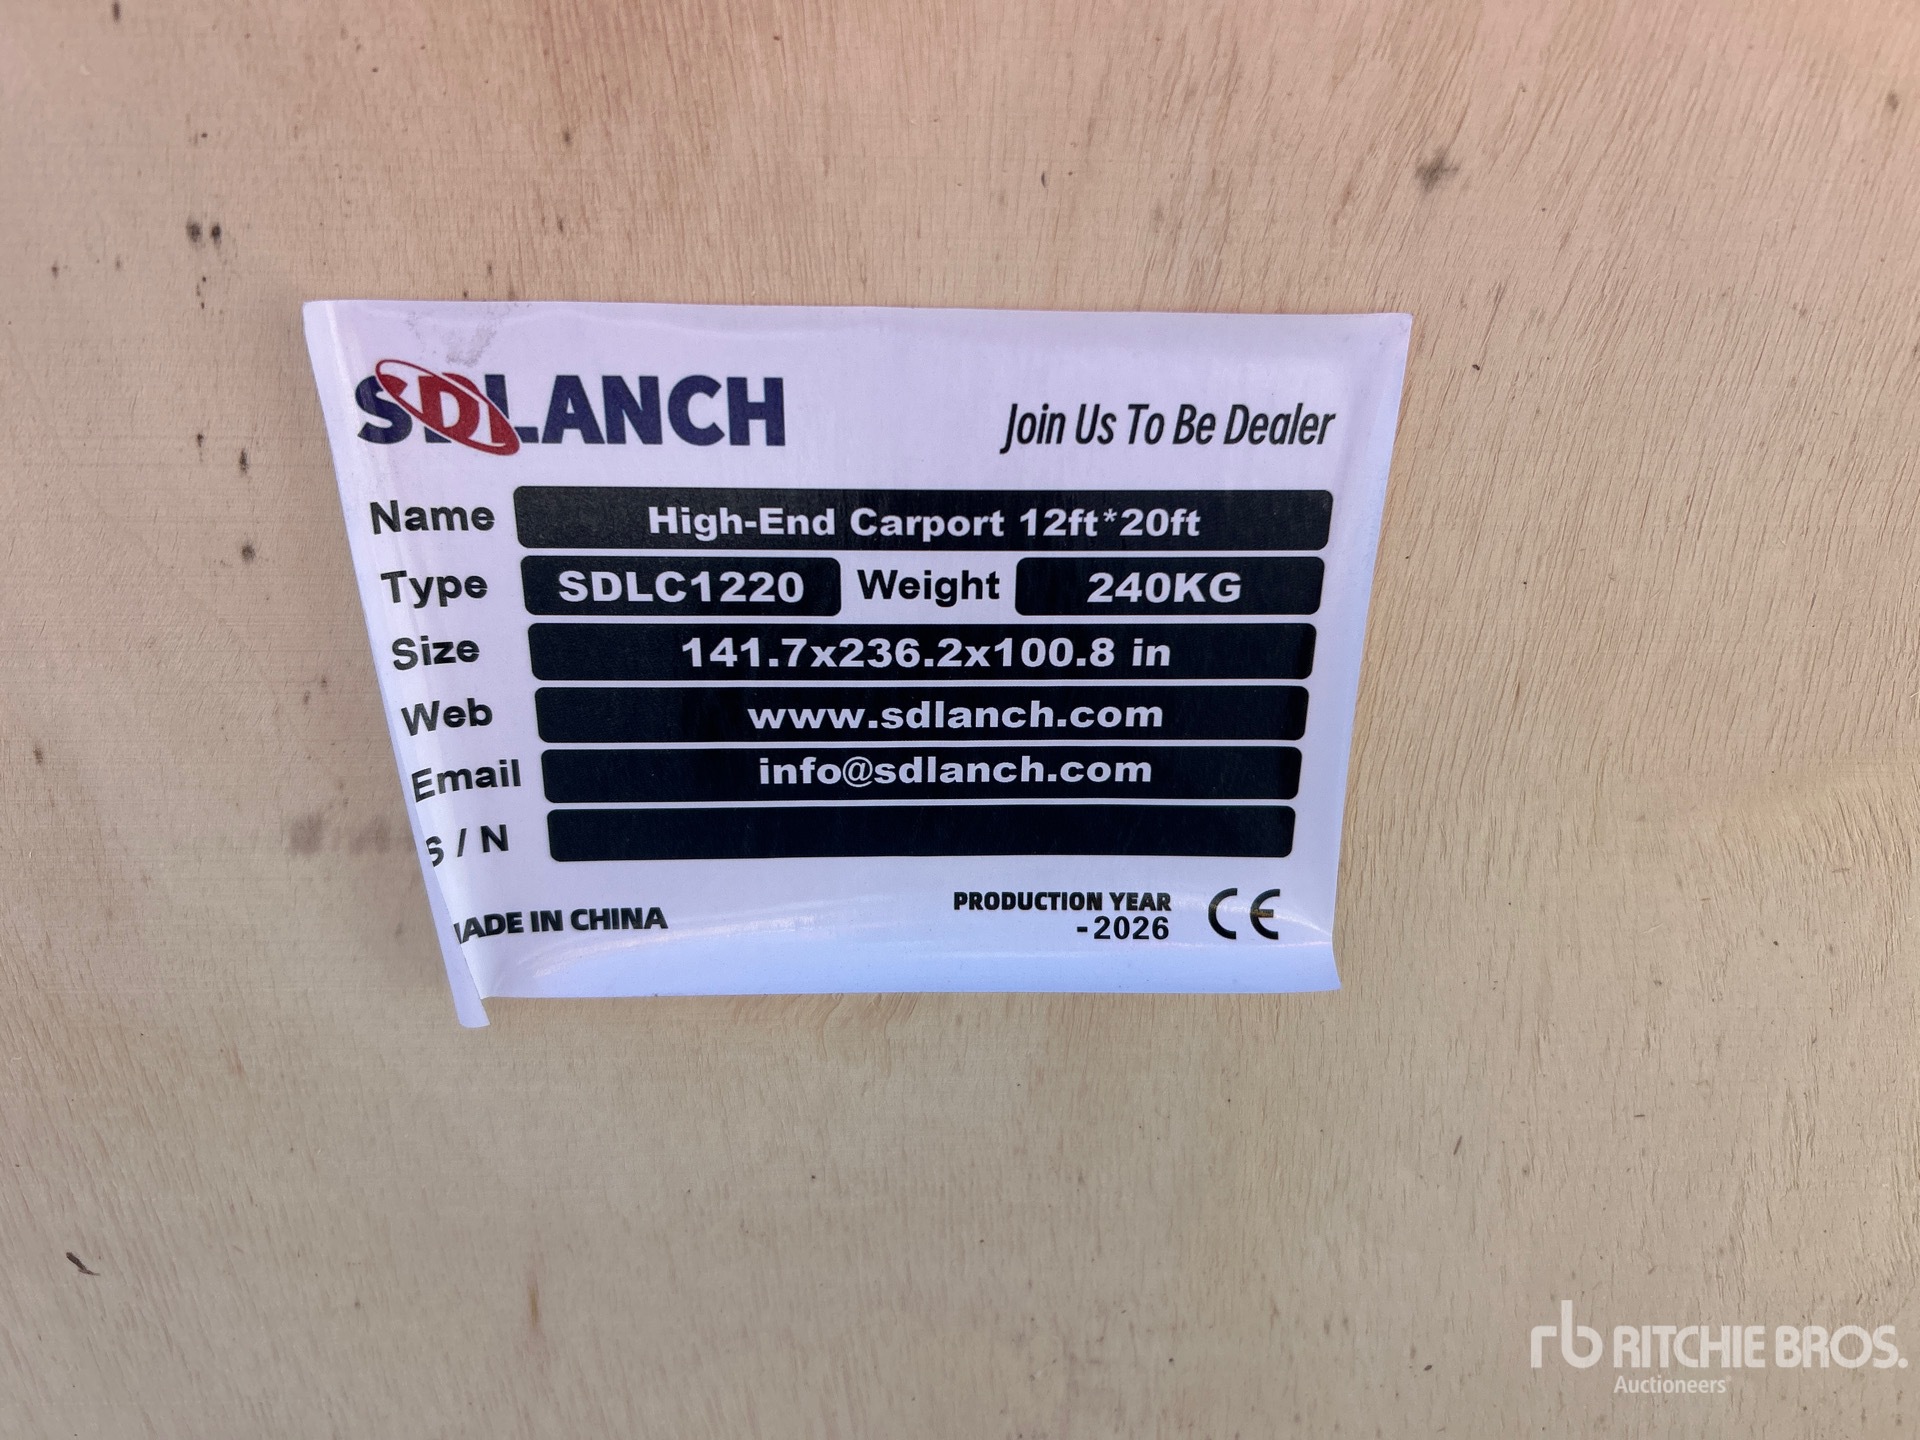 SDLANCH
Join Us To Be Dealer
Name High-End Carport 12ft*20ft
Type SDLC1220 Weight 240KG
Size 141.7x236.2x100.8 in
Web www.sdlanch.com
Email info@sdlanch.com
S / N
MADE IN CHINA
PRODUCTION YEAR
-2026
CE
rb RITCHIE BROS.
Auctioneers